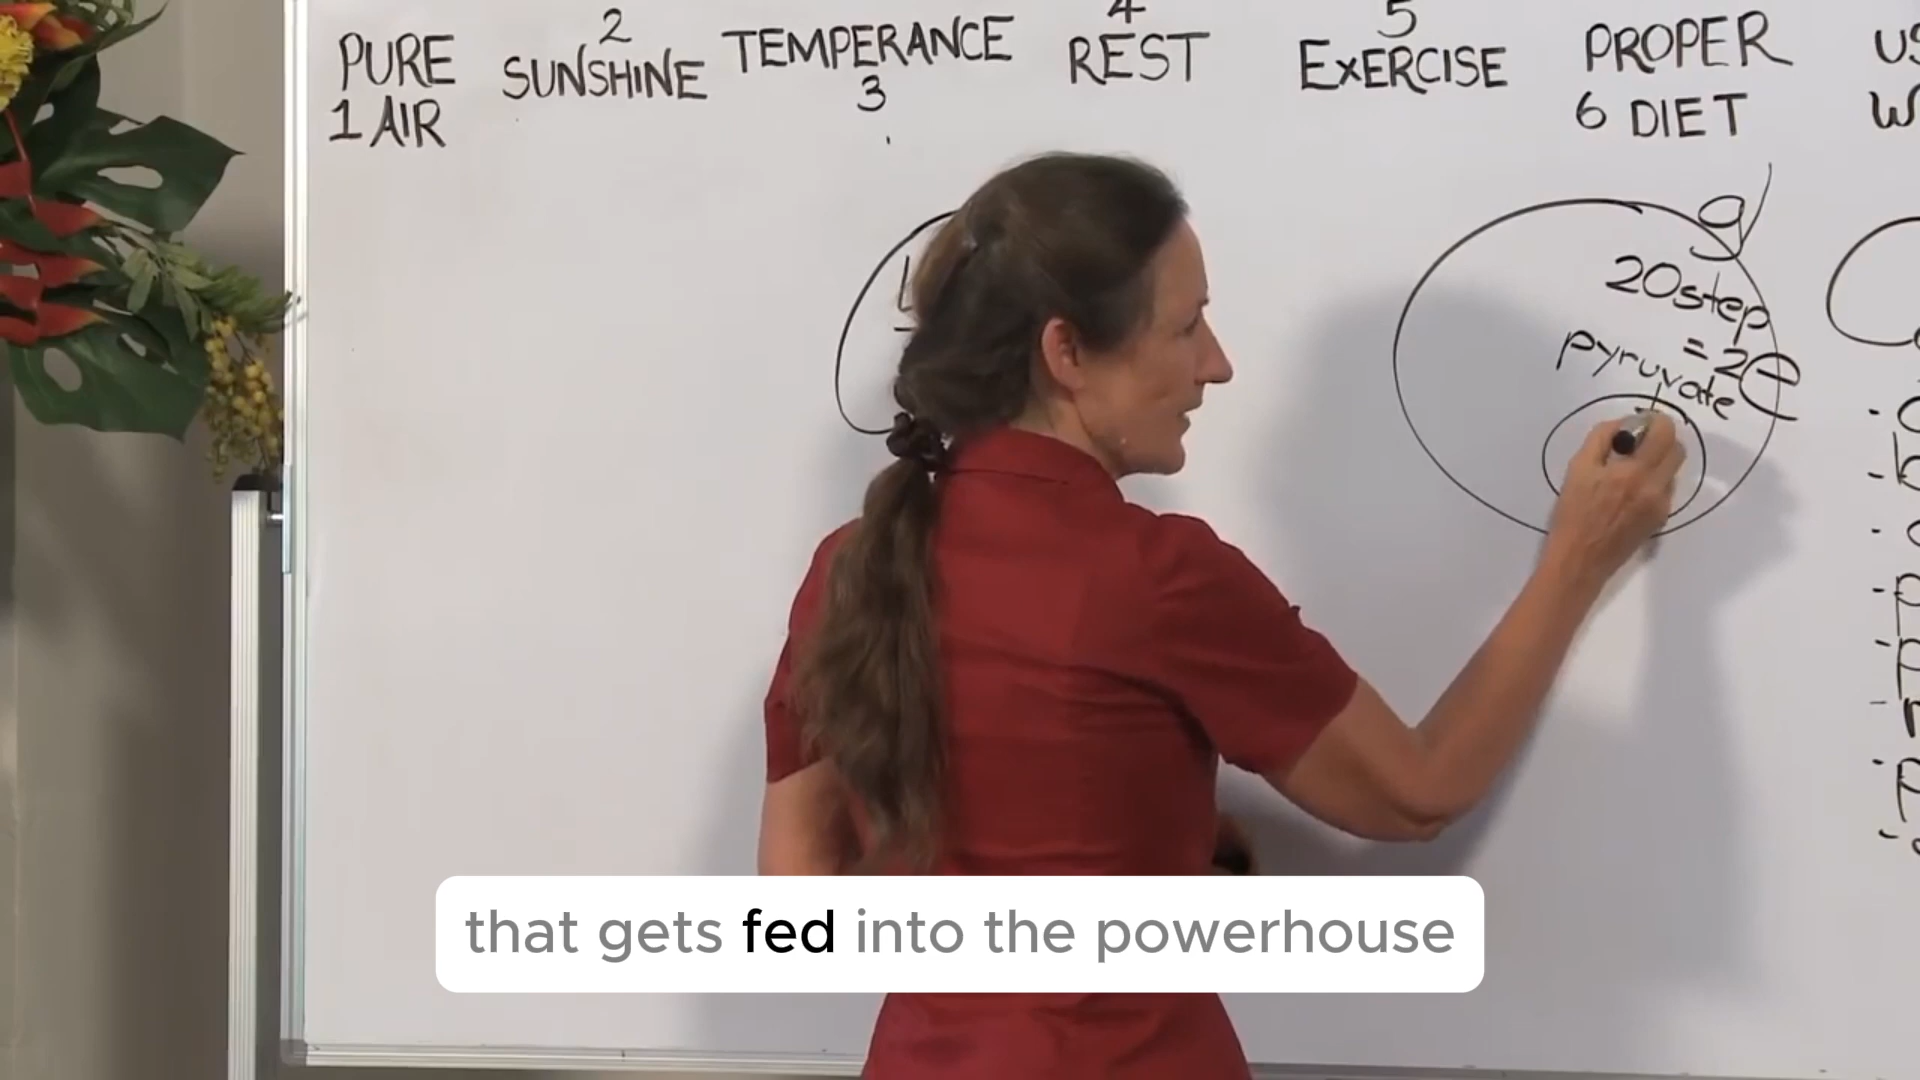 PURE
1 AIR
2
SUNSHINE
TEMPERANCE
3
4
REST
5
EXERCISE
PROPER
6 DIET
g
20step
= 2e
pyruvate
that gets fed into the powerhouse